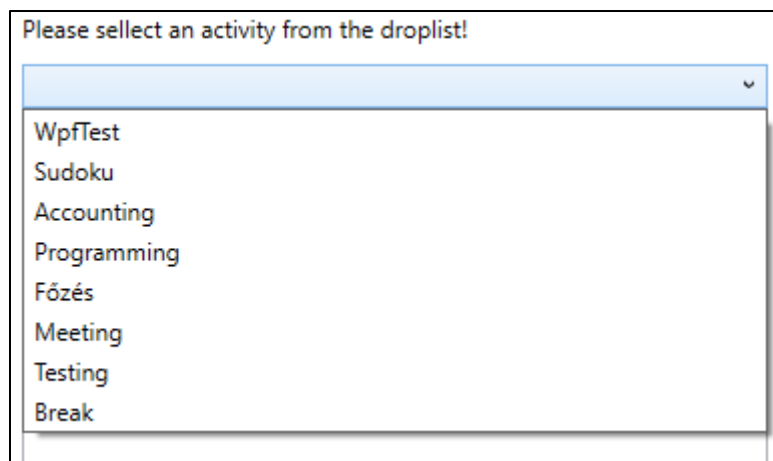 Please sellect an activity from the droplist!
WpfTest
Sudoku
Accounting
Programming
Főzés
Meeting
Testing
Break